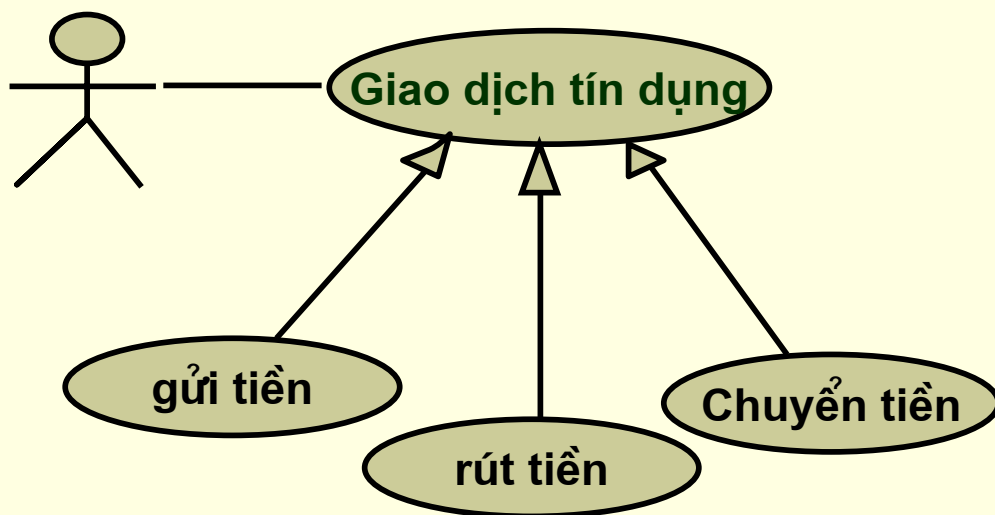 Giao dịch tín dụng
gửi tiền
Chuyển tiền
rút tiền